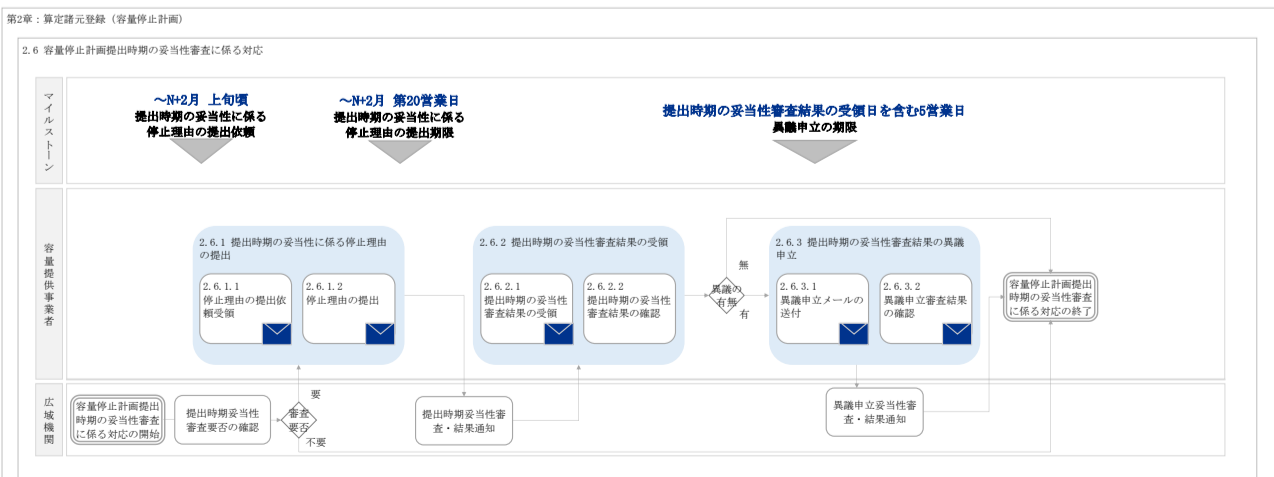 第2章：算定諸元登録（容量停止計画）
2.6 容量停止計画提出時期の妥当性審査に係る対応
マイルストーン
～N+2月 上旬頃
提出時期の妥当性に係る
停止理由の提出依頼
～N+2月 第20営業日
提出時期の妥当性に係る
停止理由の提出期限
提出時期の妥当性審査結果の受領日を含む5営業日
異議申立の期限
容量提供事業者
2.6.1 提出時期の妥当性に係る停止理由
の提出
2.6.1.1
停止理由の提出依
頼受領
2.6.1.2
停止理由の提出
2.6.2 提出時期の妥当性審査結果の受領
2.6.2.1
提出時期の妥当性
審査結果の受領
2.6.2.2
提出時期の妥当性
審査結果の確認
異議の
有無
無
有
2.6.3 提出時期の妥当性審査結果の異議
申立
2.6.3.1
異議申立メールの
送付
2.6.3.2
異議申立審査結果
の確認
容量停止計画提出
時期の妥当性審査
に係る対応の終了
広域機関
容量停止計画提出
時期の妥当性審査
に係る対応の開始
提出時期妥当性
審査要否の確認
審査
要否
要
不要
提出時期妥当性審
査・結果通知
異議申立妥当性審
査・結果通知